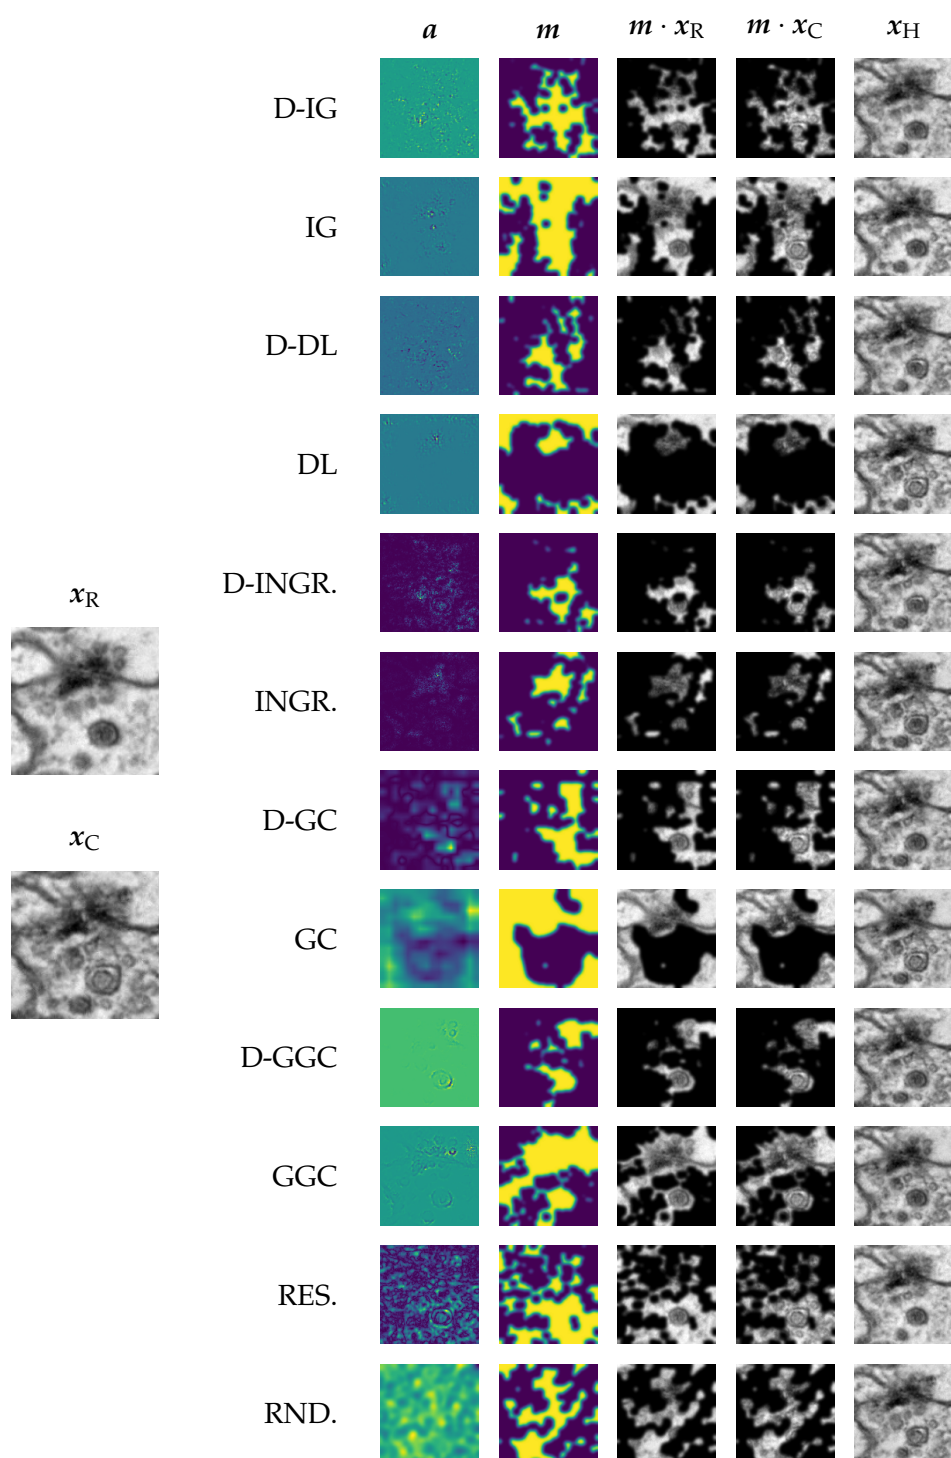 a m m · xR m · xC xH
D-IG
IG
D-DL
DL
D-INGR.
xR
INGR.
D-GC
xC
GC
D-GGC
GGC
RES.
RND.